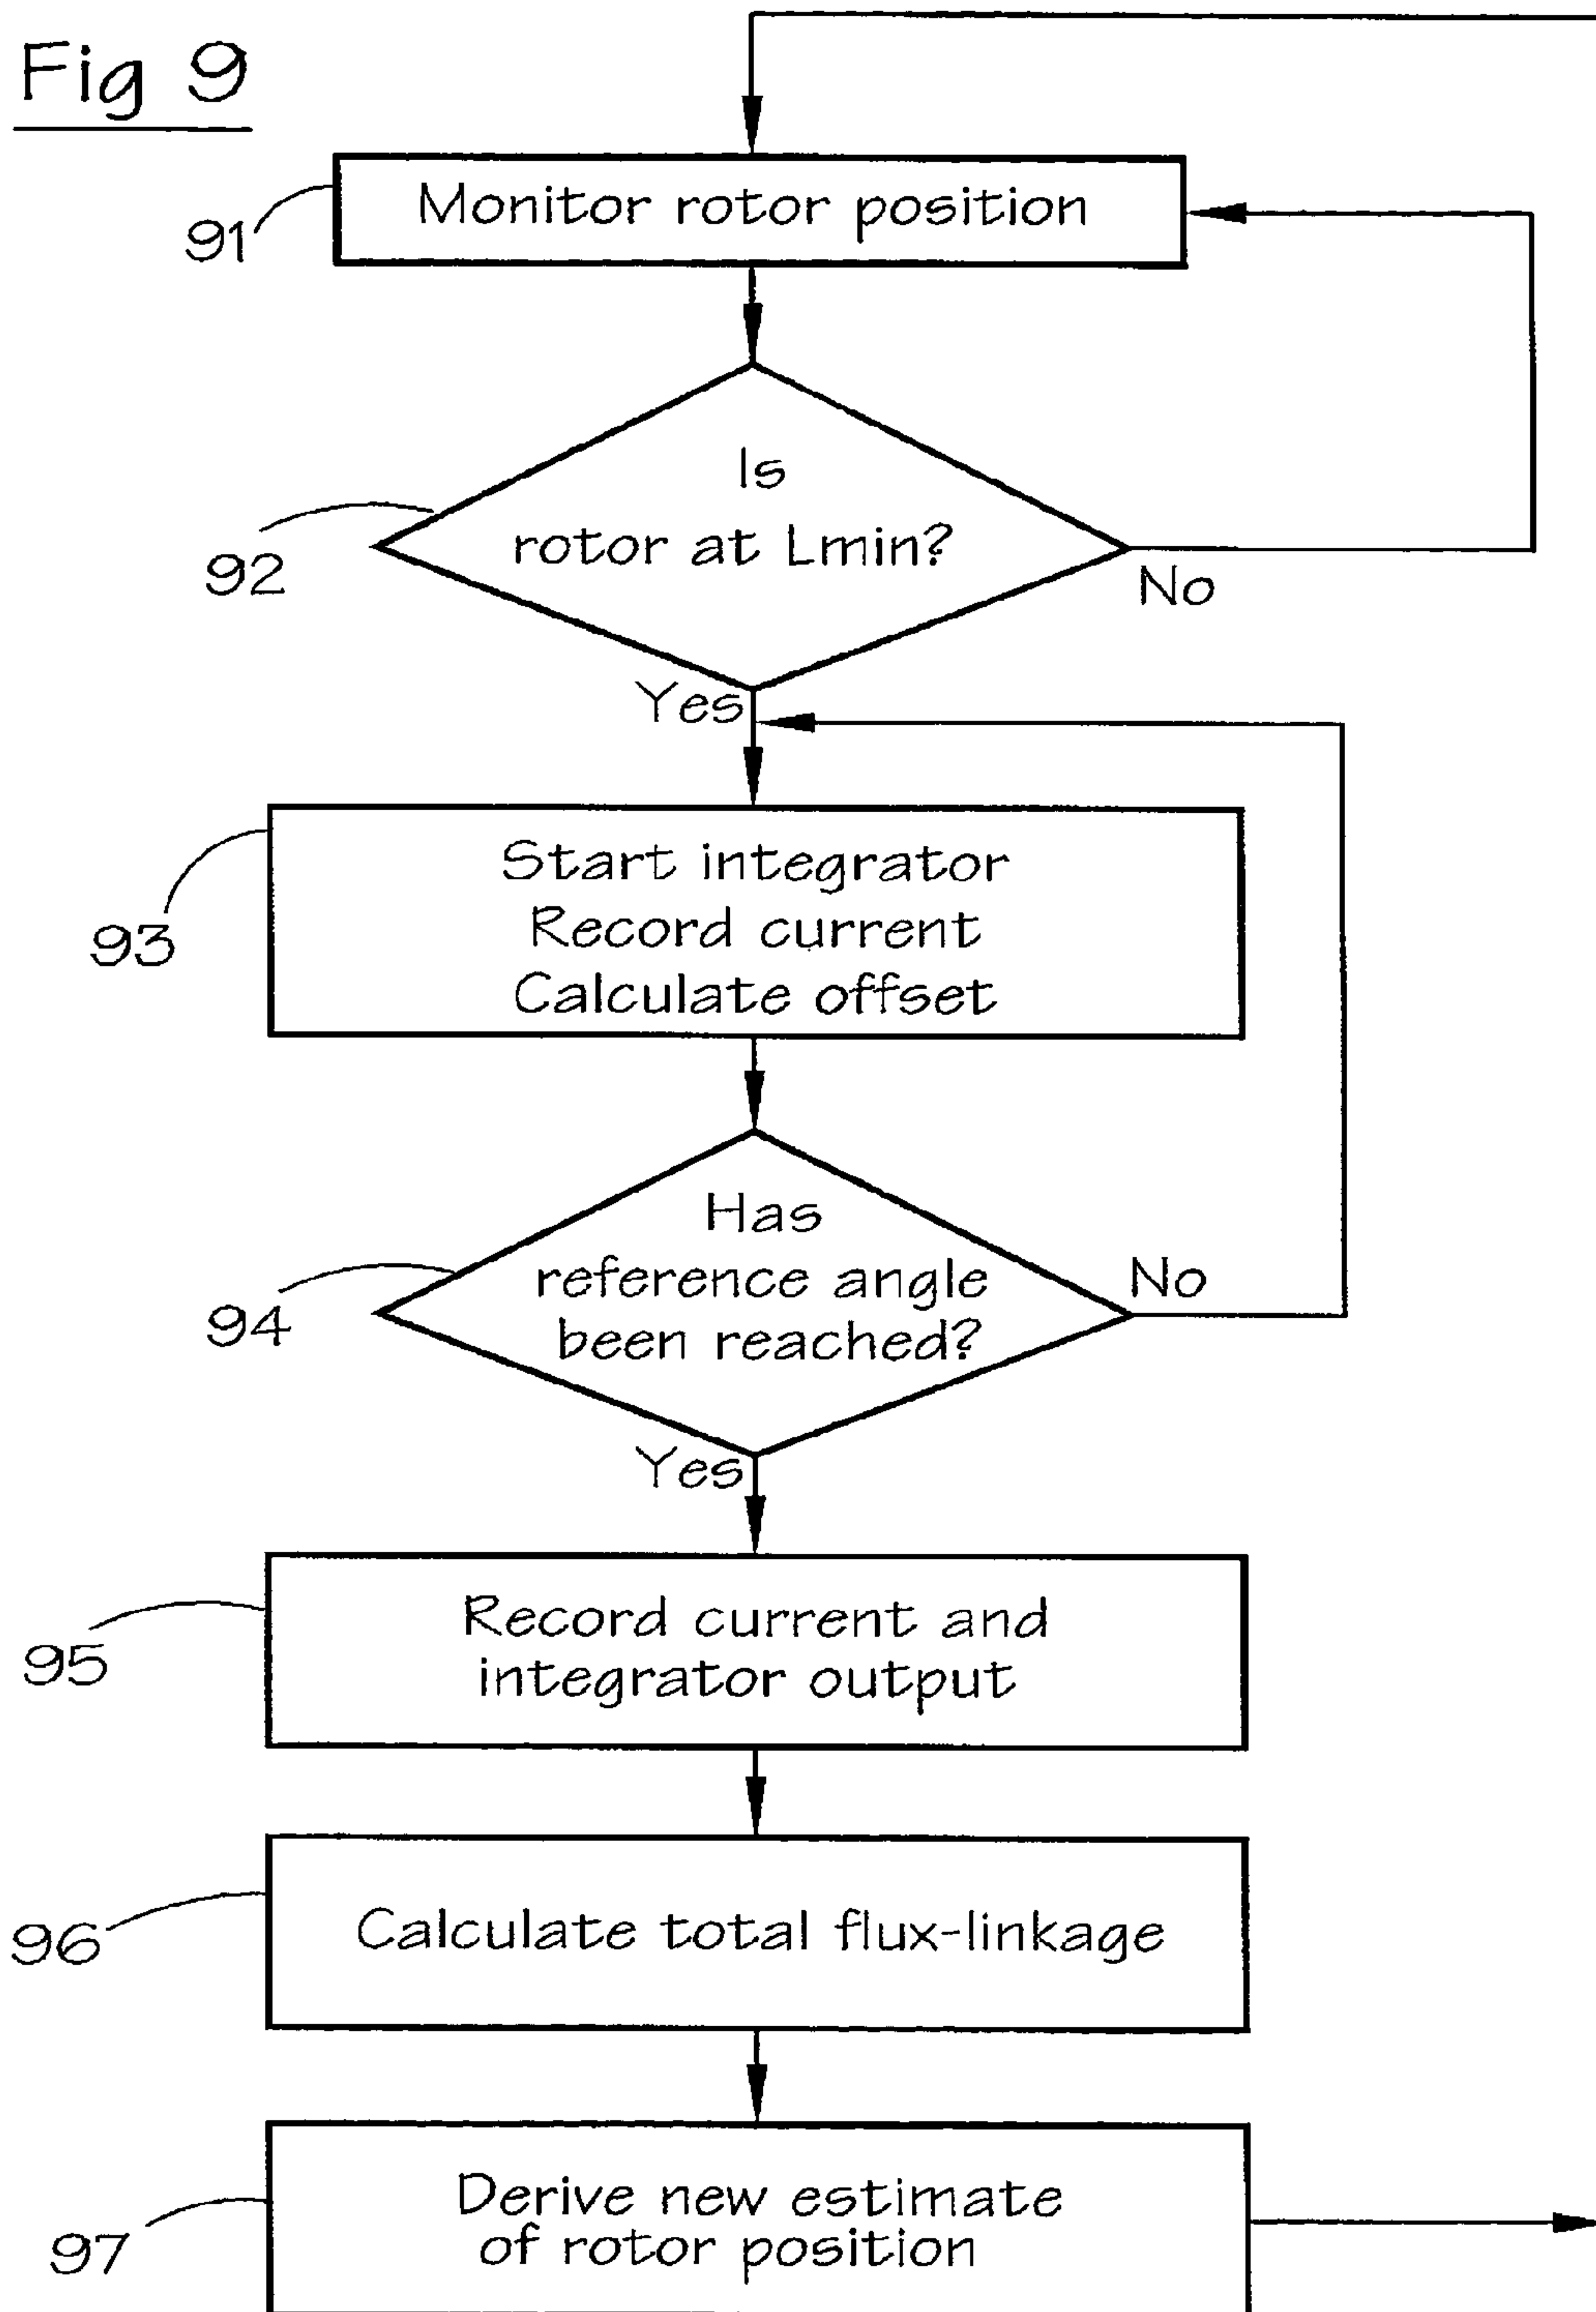 Fig 9
Monitor rotor position
91
Is
rotor at Lmin?
92
No
Yes
Start integrator
Record current
Calculate offset
93
Has
reference angle
been reached?
No
94
Yes
Record current and
integrator output
95
Calculate total flux-linkage
96
Derive new estimate
of rotor position
97